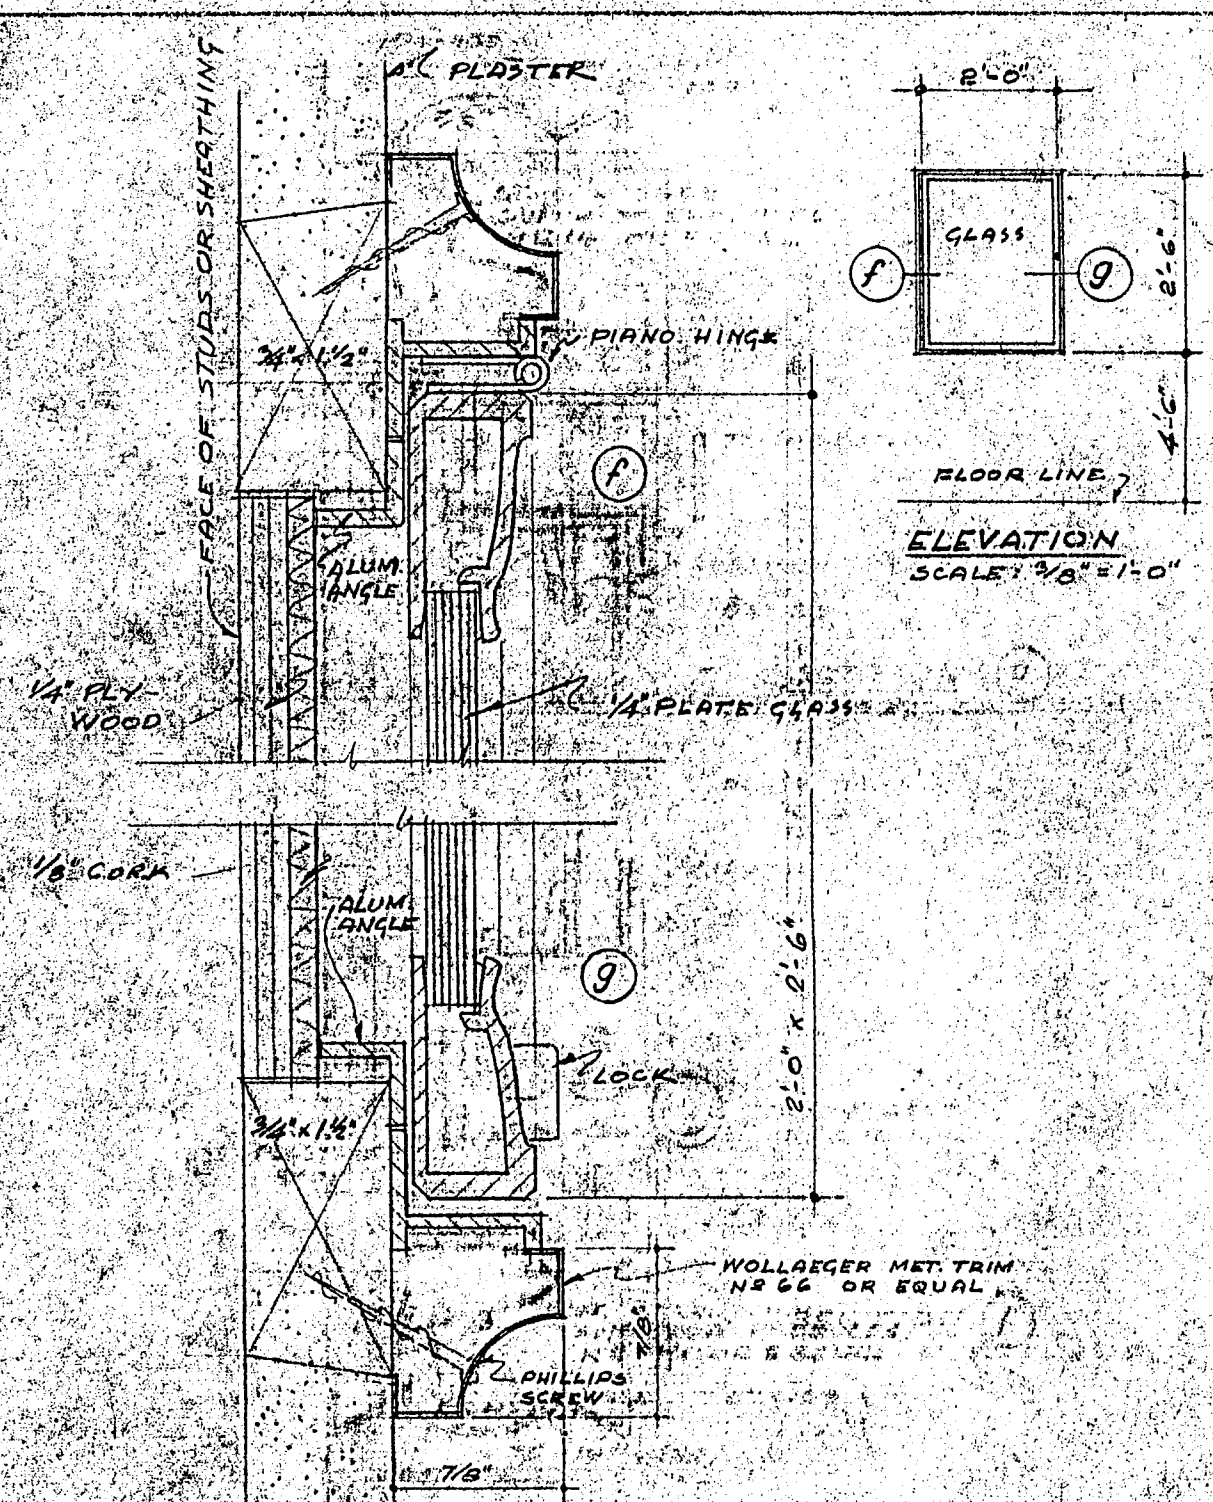 FACE OF STUDS OR SHEATHING
PLASTER
2'-0"
GLASS
f
g
2'-6"
4'-6"
3/4" x 1 1/2"
PIANO HINGE
f
FLOOR LINE
ELEVATION
SCALE: 3/8" = 1'-0"
ALUM.
ANGLE
1/4" PLY-
WOOD
1/4" PLATE GLASS
1/8" CORK
ALUM.
ANGLE
g
2'-0" x 2'-6"
LOCK
3/4" x 1 1/2"
WOLLAEGER MET. TRIM
Nº 66 OR EQUAL
7/8"
PHILLIPS
SCREW
7/8"